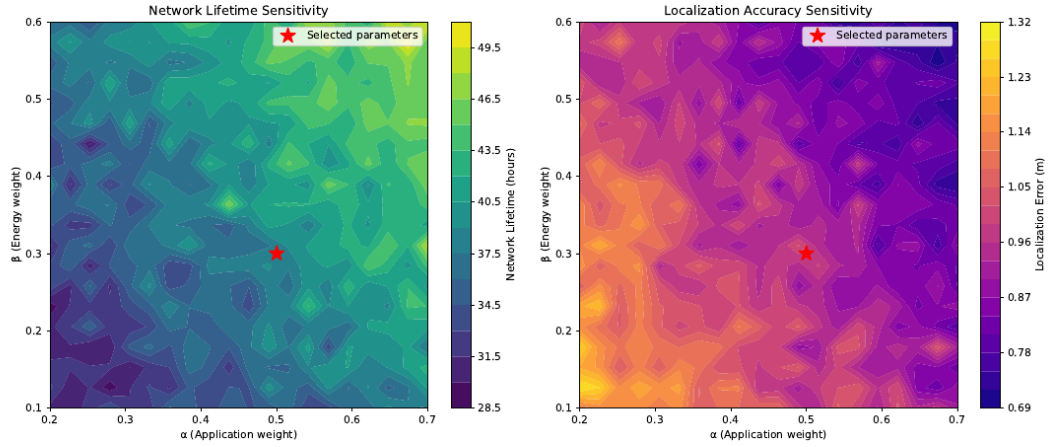 Network Lifetime Sensitivity
Selected parameters
0.6
0.5
0.4
0.3
0.2
0.1
β (Energy weight)
0.2 0.3 0.4 0.5 0.6 0.7
α (Application weight)
49.5
46.5
43.5
40.5
37.5
34.5
31.5
28.5
Network Lifetime (hours)
Localization Accuracy Sensitivity
Selected parameters
0.6
0.5
0.4
0.3
0.2
0.1
β (Energy weight)
0.2 0.3 0.4 0.5 0.6 0.7
α (Application weight)
1.32
1.23
1.14
1.05
0.96
0.87
0.78
0.69
Localization Error (m)